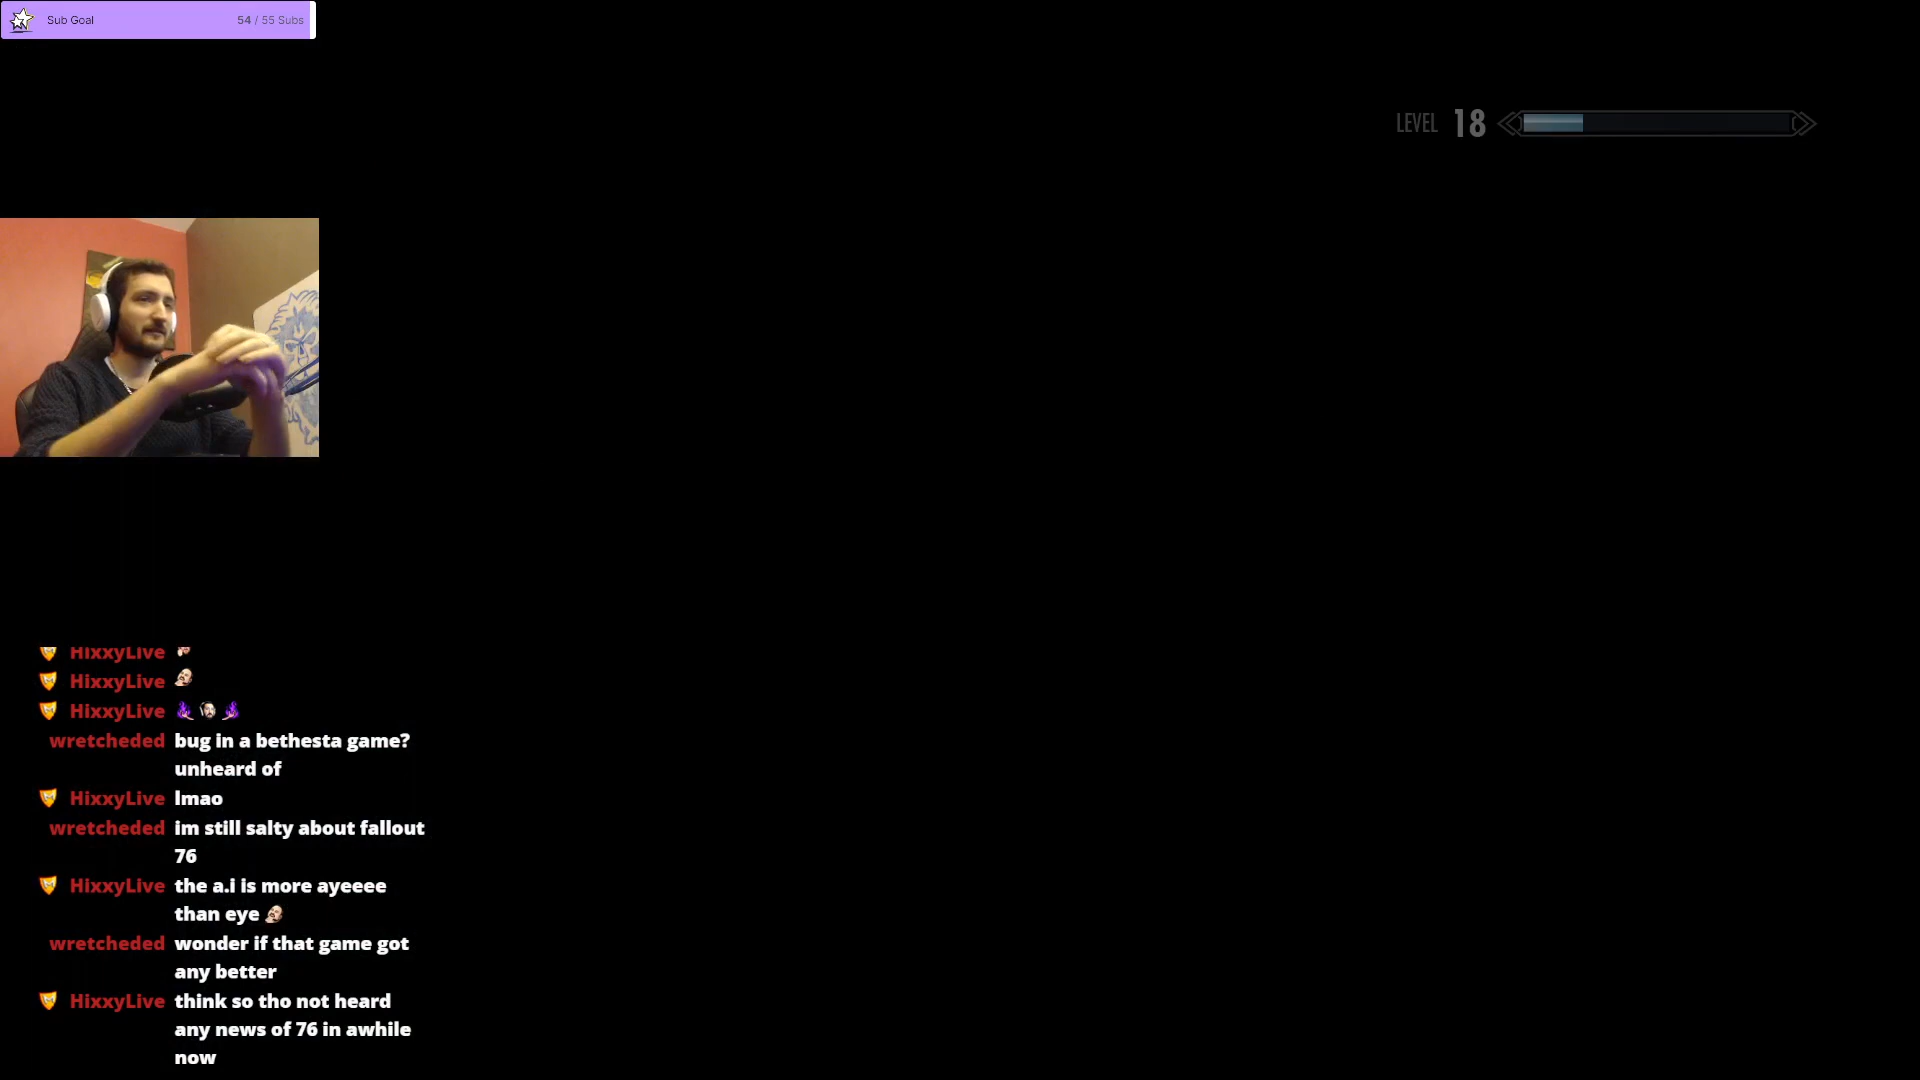 Sub Goal 54 / 55 Subs
LEVEL 18
HixxyLive
HixxyLive
HixxyLive
wretcheded bug in a bethesta game?
unheard of
HixxyLive lmao
wretcheded im still salty about fallout
76
HixxyLive the a.i is more ayeeee
than eye
wretcheded wonder if that game got
any better
HixxyLive think so tho not heard
any news of 76 in awhile
now